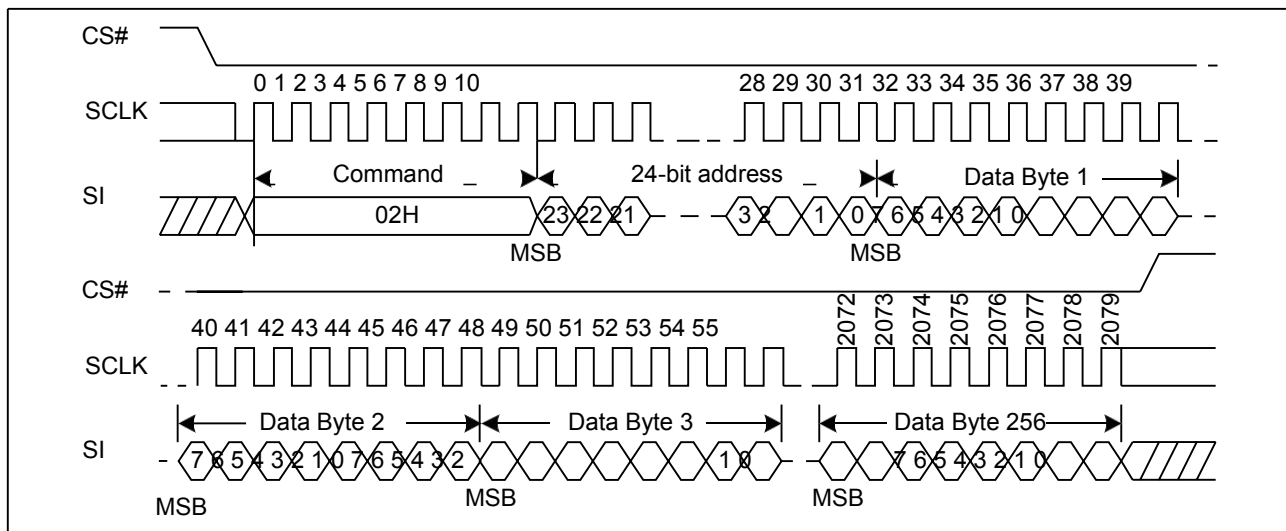 CS#
0 1 2 3 4 5 6 7 8 9 10 28 29 30 31 32 33 34 35 36 37 38 39
SCLK
Command 24-bit address Data Byte 1
SI
02H 23 22 21 3 2 1 0 7 6 5 4 3 2 1 0
MSB MSB
CS#
40 41 42 43 44 45 46 47 48 49 50 51 52 53 54 55 2072 2073 2074 2075 2076 2077 2078 2079
SCLK
Data Byte 2 Data Byte 3 Data Byte 256
SI
7 6 5 4 3 2 1 0 7 6 5 4 3 2 1 0 7 6 5 4 3 2 1 0
MSB MSB MSB